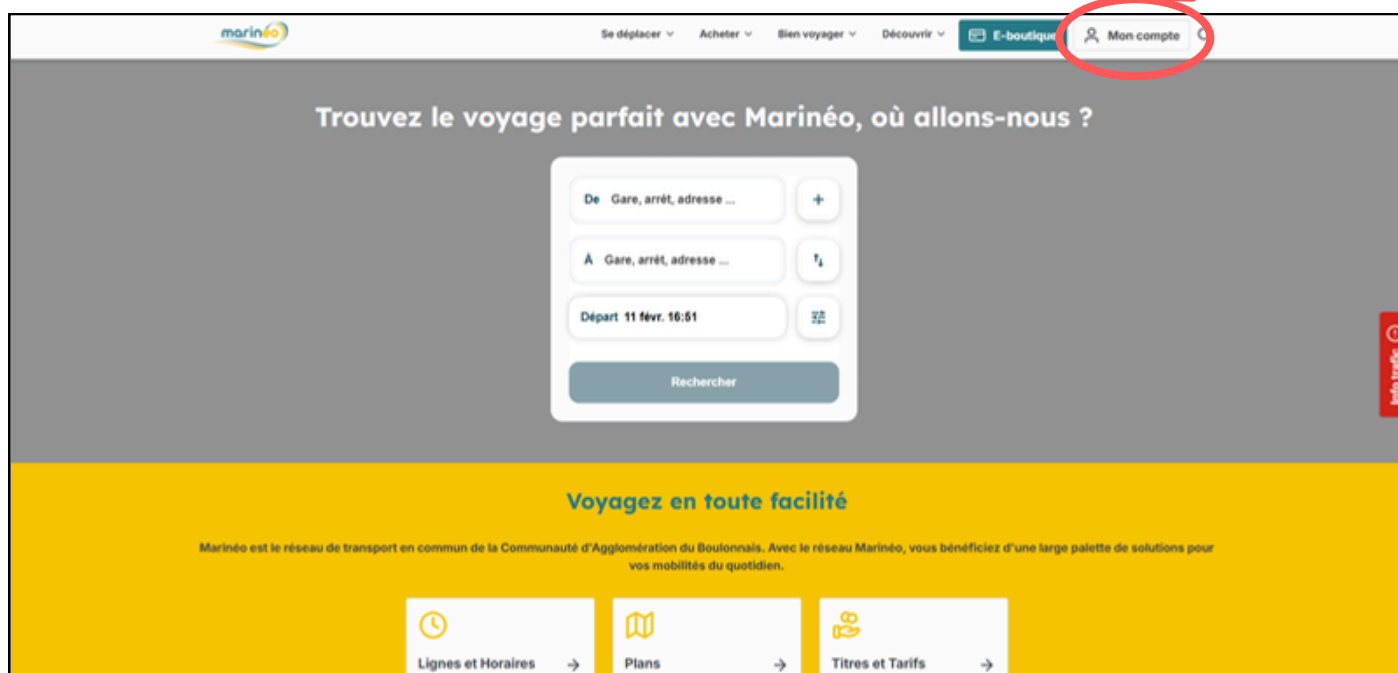 marinéo
Se déplacer Acheter Bien voyager Découvrir E-boutique Mon compte
Trouvez le voyage parfait avec Marinéo, où allons-nous ?
De Gare, arrêt, adresse ...
À Gare, arrêt, adresse ...
Départ 11 févr. 16:51
Rechercher
Info trafic
Voyagez en toute facilité
Marinéo est le réseau de transport en commun de la Communauté d'Agglomération du Boulonnais. Avec le réseau Marinéo, vous bénéficiez d'une large palette de solutions pour
vos mobilités du quotidien.
Lignes et Horaires Plans Titres et Tarifs